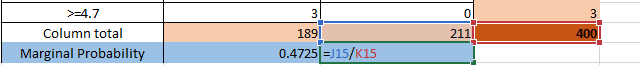 >=4.7 3 0 3
Column total 189 211 400
Marginal Probability 0.4725 =J15/K15